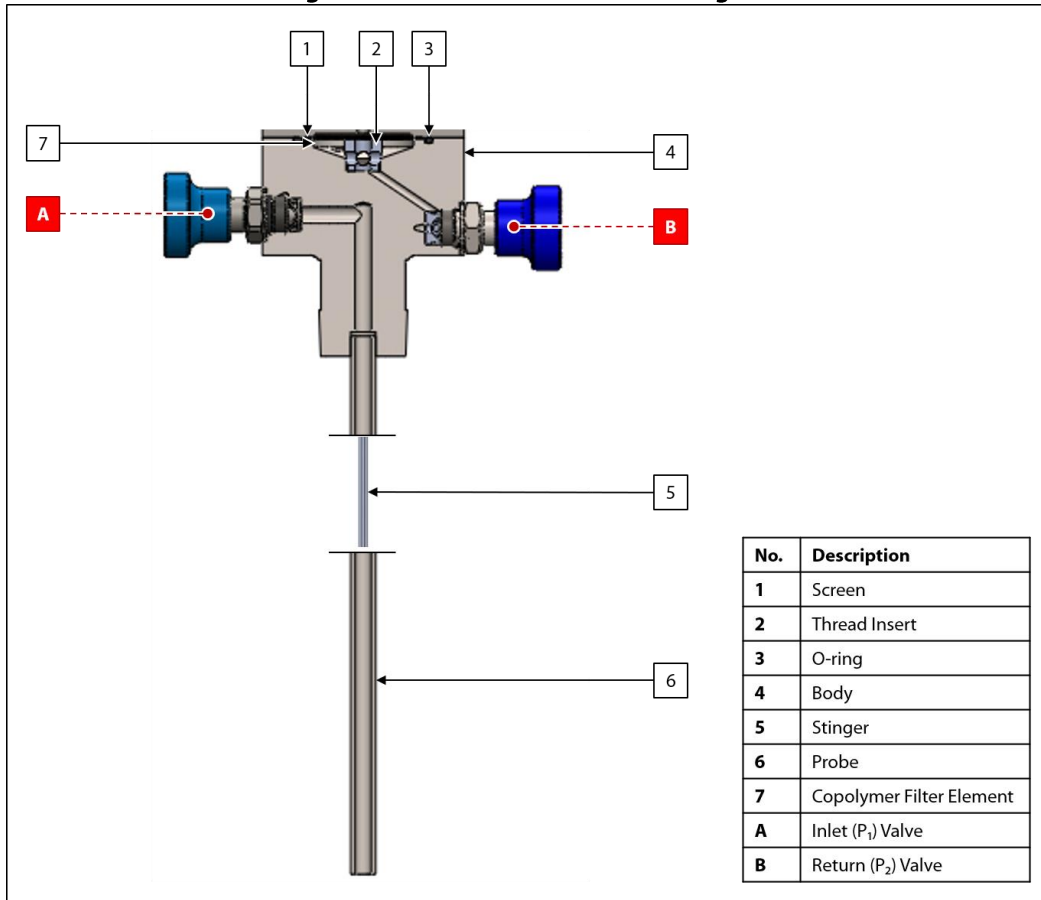 1
2
3
7
4
A
B
5
6
No. Description
1 Screen
2 Thread Insert
3 O-ring
4 Body
5 Stinger
6 Probe
7 Copolymer Filter Element
A Inlet (P₁) Valve
B Return (P₂) Valve